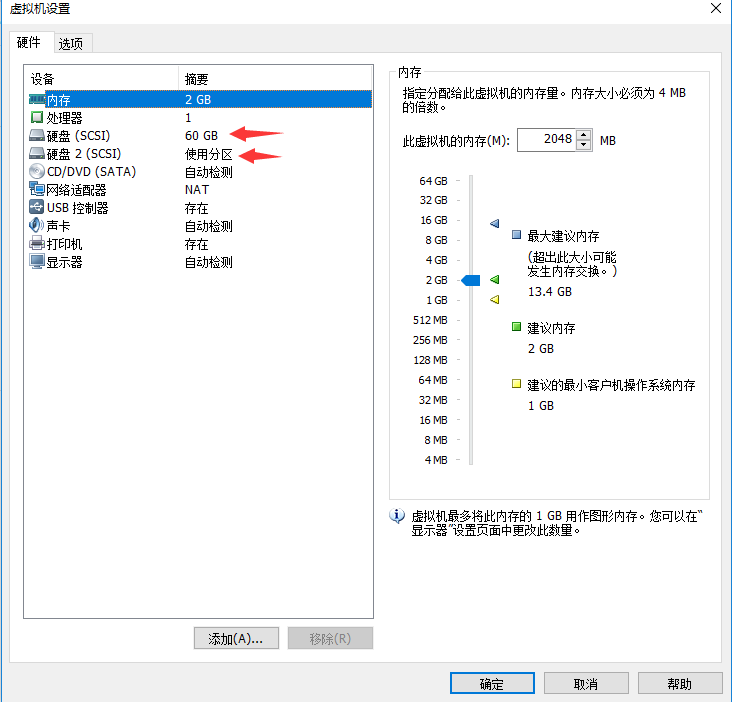 虚拟机设置
硬件
选项
设备
摘要
内存
2 GB
处理器
1
硬盘 (SCSI)
60 GB
硬盘 2 (SCSI)
使用分区
CD/DVD (SATA)
自动检测
网络适配器
NAT
USB 控制器
存在
声卡
自动检测
打印机
存在
显示器
自动检测
添加(A)...
移除(R)
内存
指定分配给此虚拟机的内存量。内存大小必须为 4 MB
的倍数。
此虚拟机的内存(M):
2048
MB
64 GB
32 GB
16 GB
8 GB
4 GB
2 GB
1 GB
512 MB
256 MB
128 MB
64 MB
32 MB
16 MB
8 MB
4 MB
最大建议内存
(超出此大小可能
发生内存交换。)
13.4 GB
建议内存
2 GB
建议的最小客户机操作系统内存
1 GB
虚拟机最多将此内存的 1 GB 用作图形内存。您可以在“
显示器”设置页面中更改此数量。
确定
取消
帮助